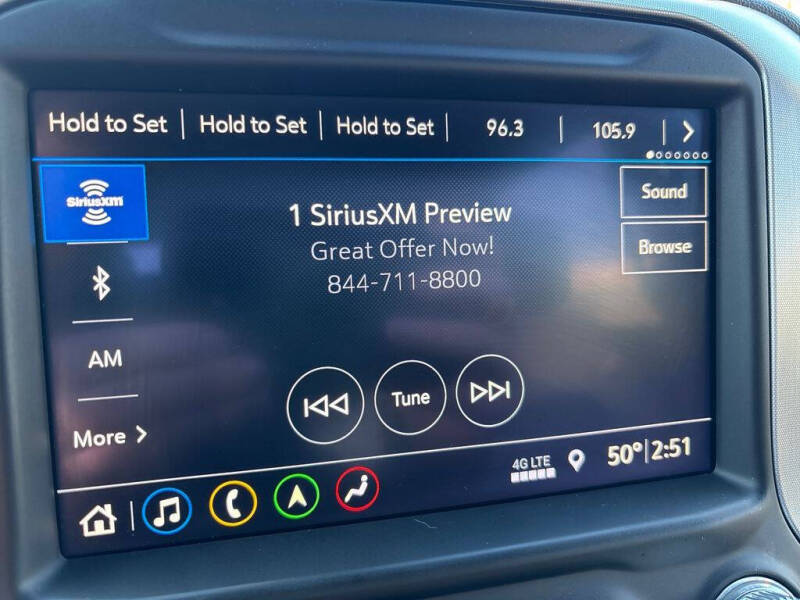 Hold to Set Hold to Set Hold to Set 96.3 105.9
SiriusXM
1 SiriusXM Preview
Great Offer Now!
844-711-8800
Sound
Browse
AM
More
Tune
4G LTE
50° 2:51